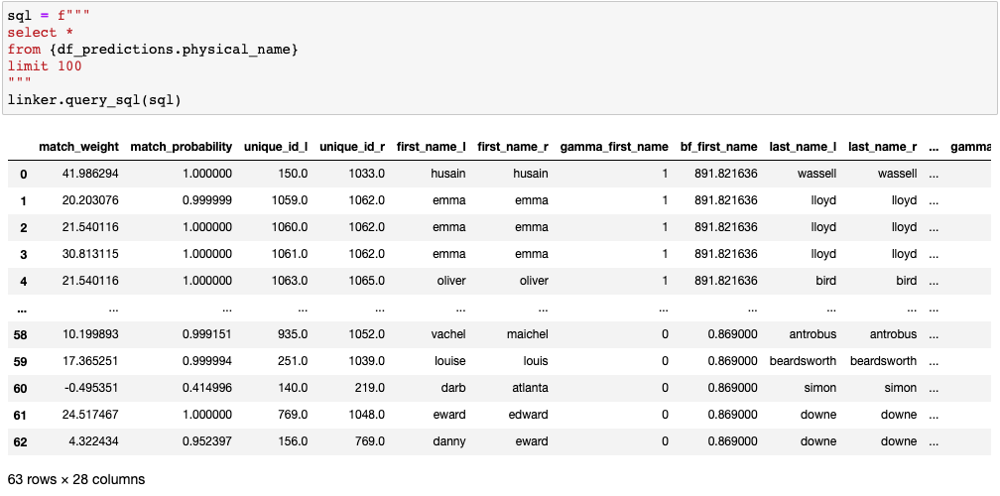 sql = f"""
select *
from {df_predictions.physical_name}
limit 100
"""
linker.query_sql(sql)
match_weight match_probability unique_id_l unique_id_r first_name_l first_name_r gamma_first_name bf_first_name last_name_l last_name_r ... gamma
0 41.986294 1.000000 150.0 1033.0 husain husain 1 891.821636 wassell wassell ...
1 20.203076 0.999999 1059.0 1062.0 emma emma 1 891.821636 lloyd lloyd ...
2 21.540116 1.000000 1060.0 1062.0 emma emma 1 891.821636 lloyd lloyd ...
3 30.813115 1.000000 1061.0 1062.0 emma emma 1 891.821636 lloyd lloyd ...
4 21.540116 1.000000 1063.0 1065.0 oliver oliver 1 891.821636 bird bird ...
... ... ... ... ... ... ... ... ... ... ... ...
58 10.199893 0.999151 935.0 1052.0 vachel maichel 0 0.869000 antrobus antrobus ...
59 17.365251 0.999994 251.0 1039.0 louise louis 0 0.869000 beardsworth beardsworth ...
60 -0.495351 0.414996 140.0 219.0 darb atlanta 0 0.869000 simon simon ...
61 24.517467 1.000000 769.0 1048.0 eward edward 0 0.869000 downe downe ...
62 4.322434 0.952397 156.0 769.0 danny eward 0 0.869000 downe downe ...
63 rows × 28 columns